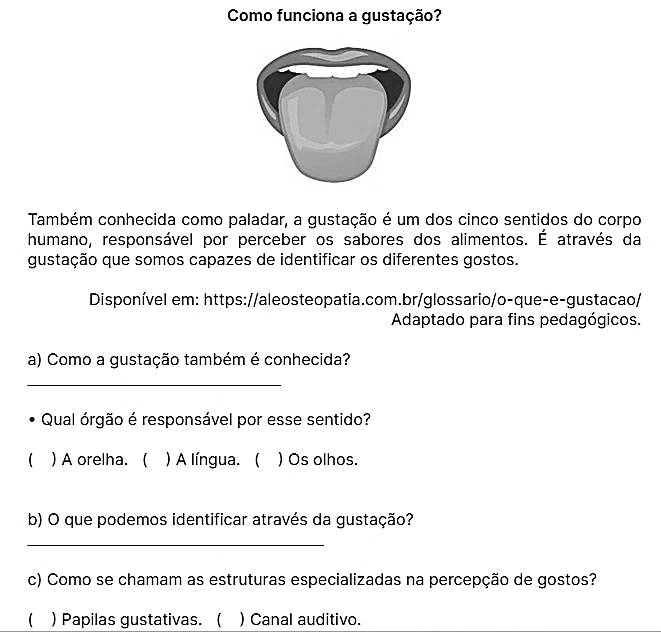 Como funciona a gustação?
Também conhecida como paladar, a gustação é um dos cinco sentidos do corpo
humano, responsável por perceber os sabores dos alimentos. É através da
gustação que somos capazes de identificar os diferentes gostos.
Disponível em: https://aleosteopatia.com.br/glossario/o-que-e-gustacao/
Adaptado para fins pedagógicos.
a) Como a gustação também é conhecida?
• Qual órgão é responsável por esse sentido?
( ) A orelha. ( ) A língua. ( ) Os olhos.
b) O que podemos identificar através da gustação?
c) Como se chamam as estruturas especializadas na percepção de gostos?
( ) Papilas gustativas. ( ) Canal auditivo.